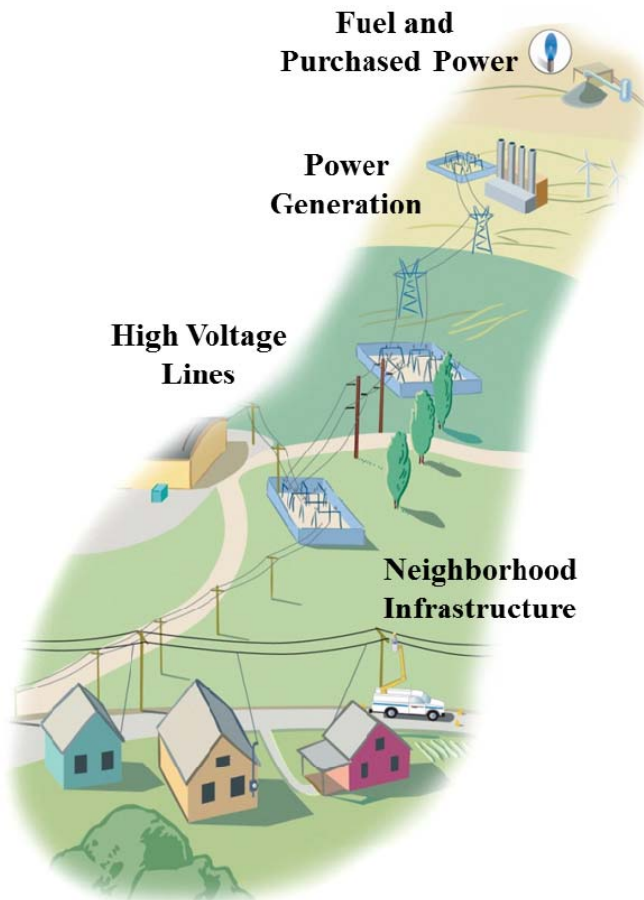 Fuel and
Purchased Power
Power
Generation
High Voltage
Lines
Neighborhood
Infrastructure